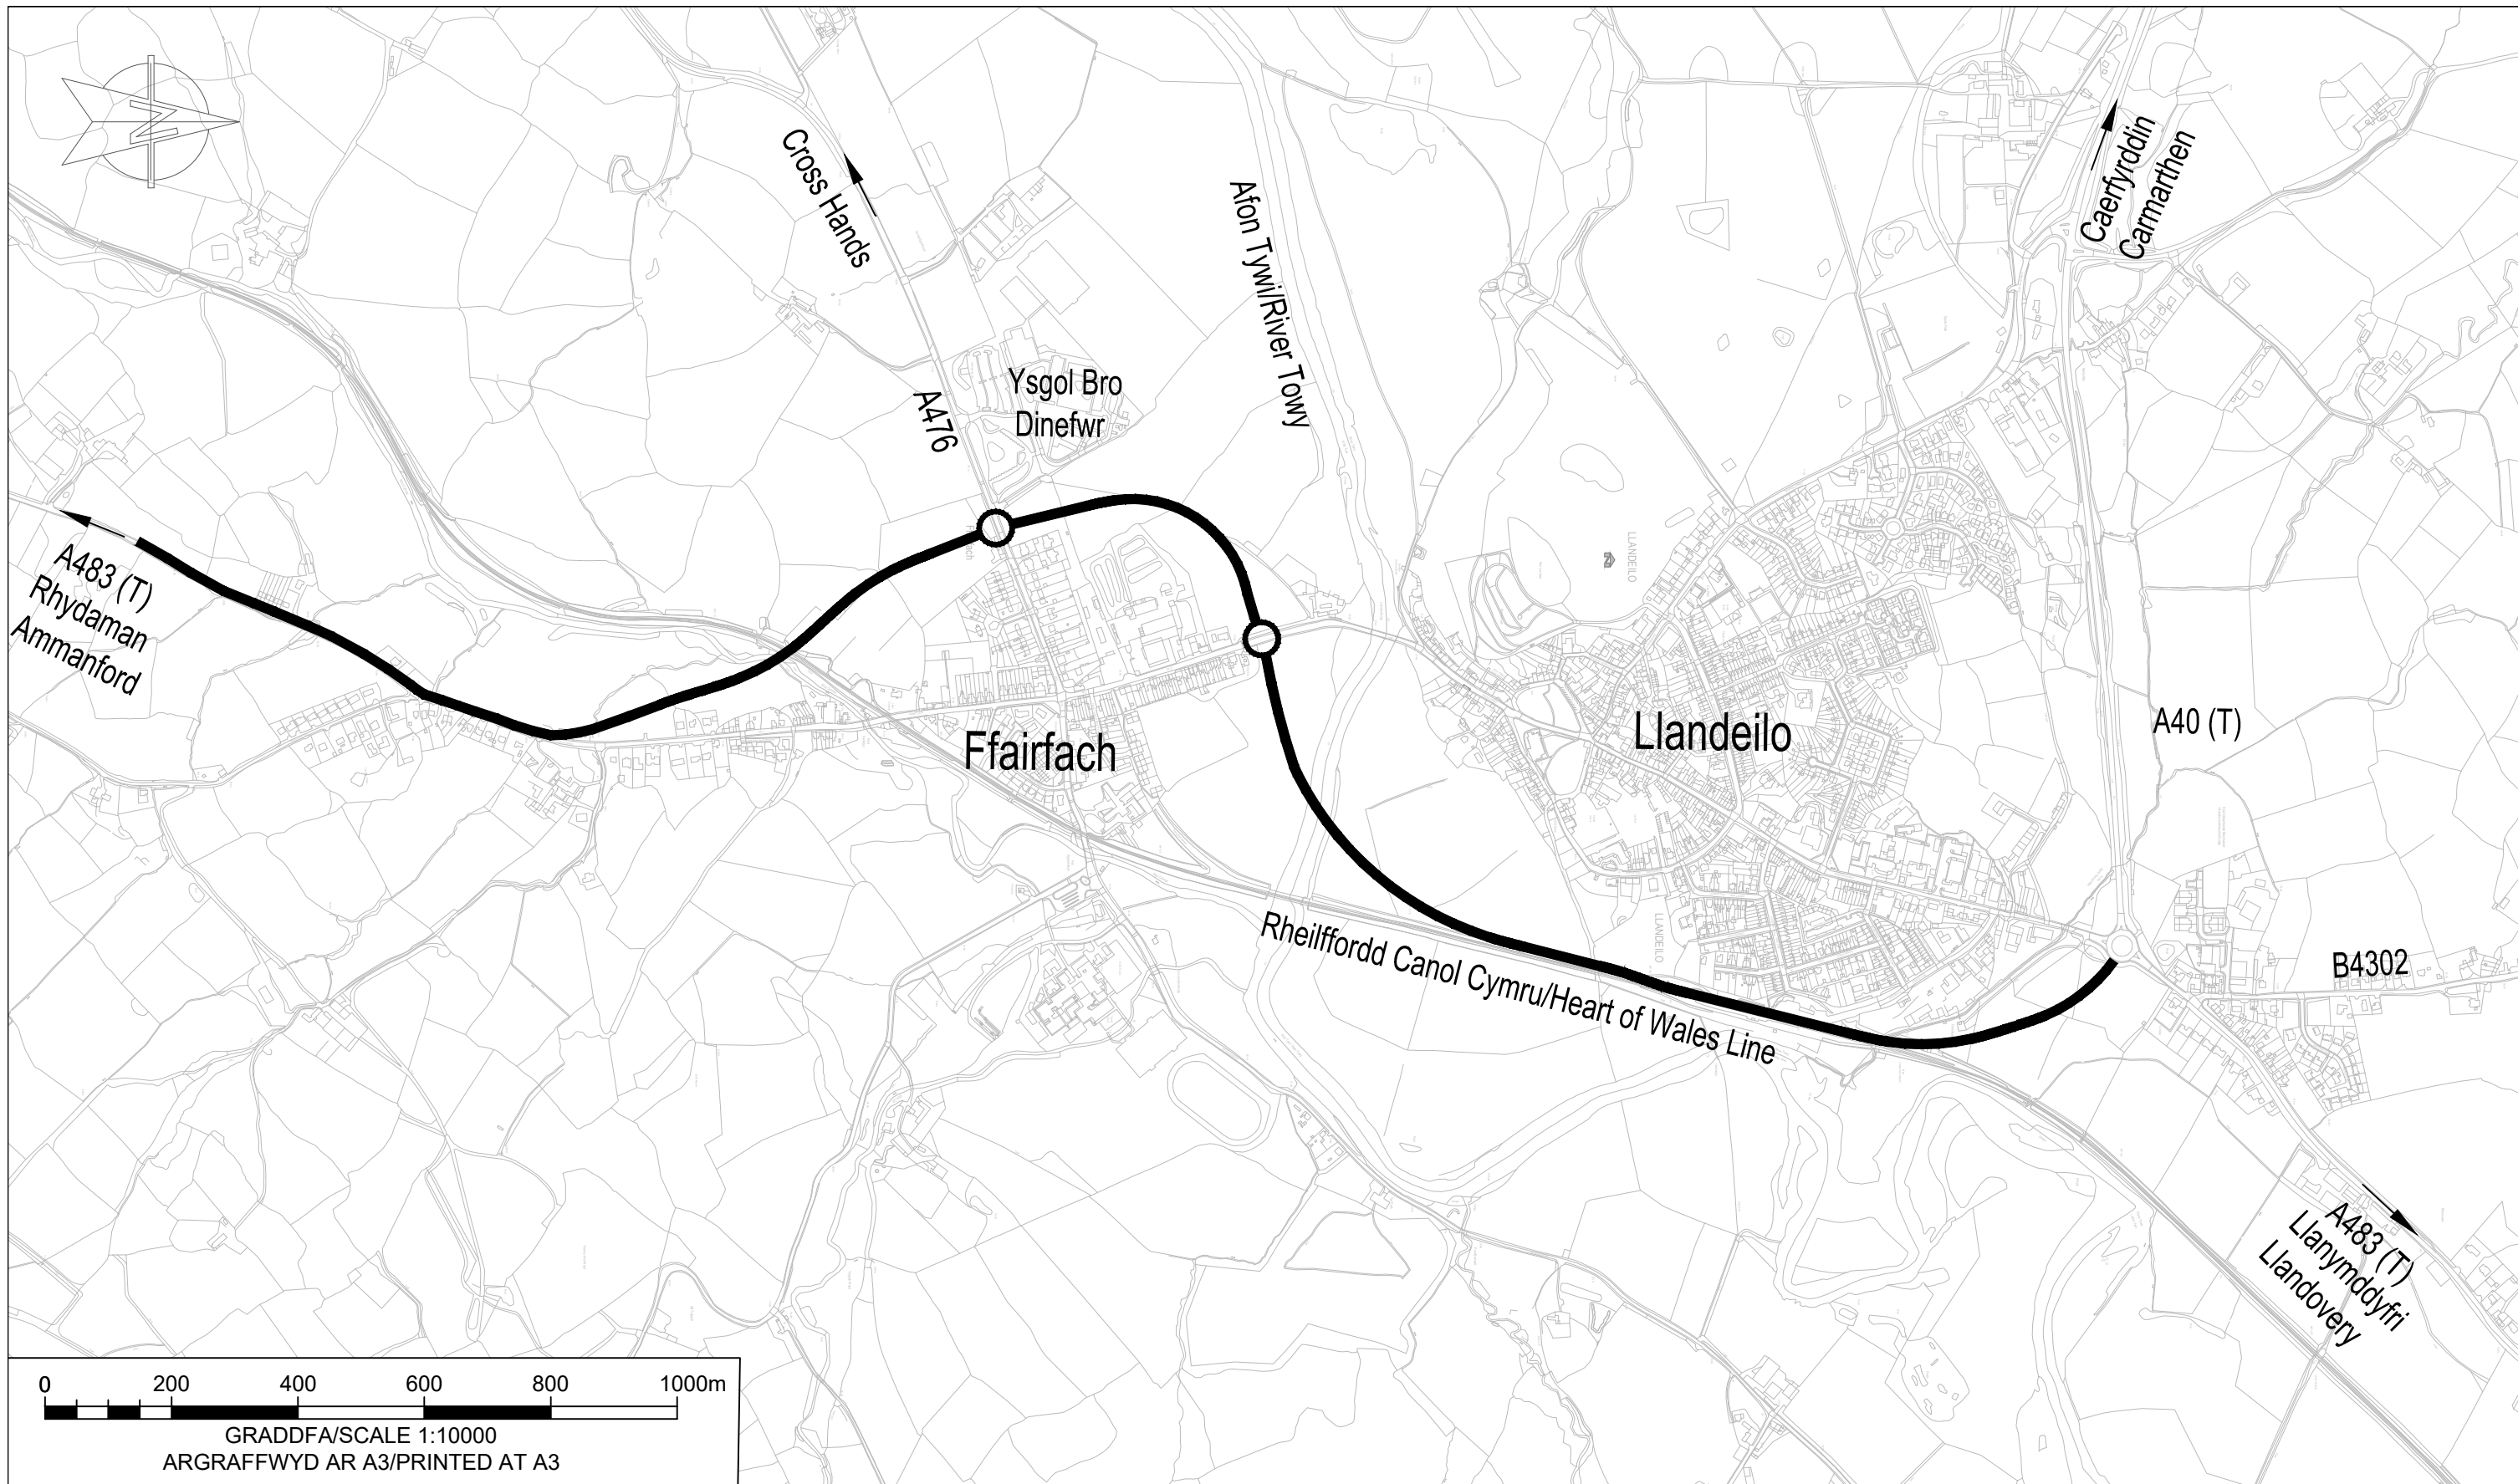 N
Cross Hands
Afon Tywi/River Towy
Caerfyrddin
Carmarthen
A476
Ysgol Bro
Dinefwr
A483 (T)
Rhydaman
Ammanford
LLANDEILO
Ffairfach
Llandeilo
A40 (T)
LLANDEILO
Rheilffordd Canol Cymru/Heart of Wales Line
B4302
A483 (T)
Llanymddyfri
Llandovery
0 200 400 600 800 1000m
GRADDFA/SCALE 1:10000
ARGRAFFWYD AR A3/PRINTED AT A3